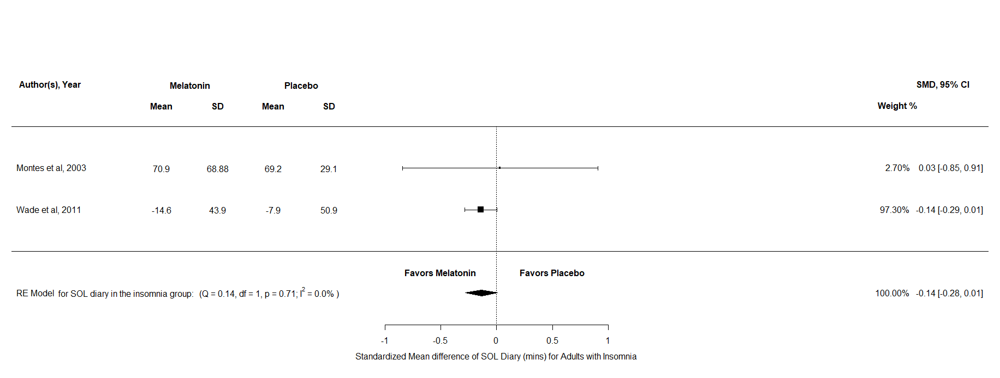 Author(s), Year Melatonin Placebo SMD, 95% CI
Mean SD Mean SD Weight %
Montes et al, 2003 70.9 68.88 69.2 29.1 2.70% 0.03 [-0.85, 0.91]
Wade et al, 2011 -14.6 43.9 -7.9 50.9 97.30% -0.14 [-0.29, 0.01]
Favors Melatonin Favors Placebo
RE Model for SOL diary in the insomnia group: (Q = 0.14, df = 1, p = 0.71; I² = 0.0% ) 100.00% -0.14 [-0.28, 0.01]
-1 -0.5 0 0.5 1
Standardized Mean difference of SOL Diary (mins) for Adults with Insomnia